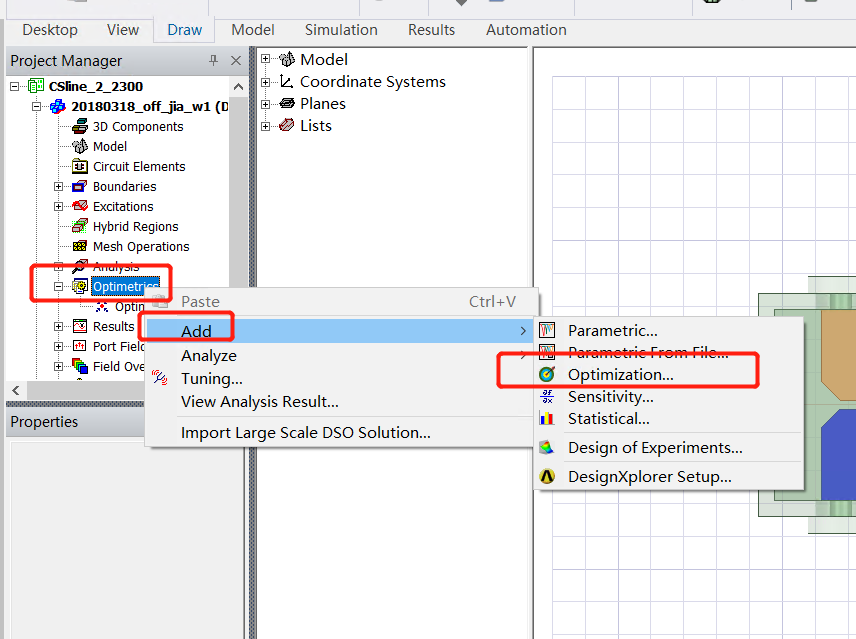 Desktop View Draw Model Simulation Results Automation
Project Manager
CSline_2_2300
20180318_off_jia_w1 (D
3D Components
Model
Circuit Elements
Boundaries
Excitations
Hybrid Regions
Mesh Operations
Analysis
Optimetrics
Optin
Results
Port Field
Field Ove
Properties
Model
Coordinate Systems
Planes
Lists
Paste Ctrl+V
Add
Analyze
Tuning...
View Analysis Result...
Import Large Scale DSO Solution...
Parametric...
Parametric From File...
Optimization...
Sensitivity...
Statistical...
Design of Experiments...
DesignXplorer Setup...